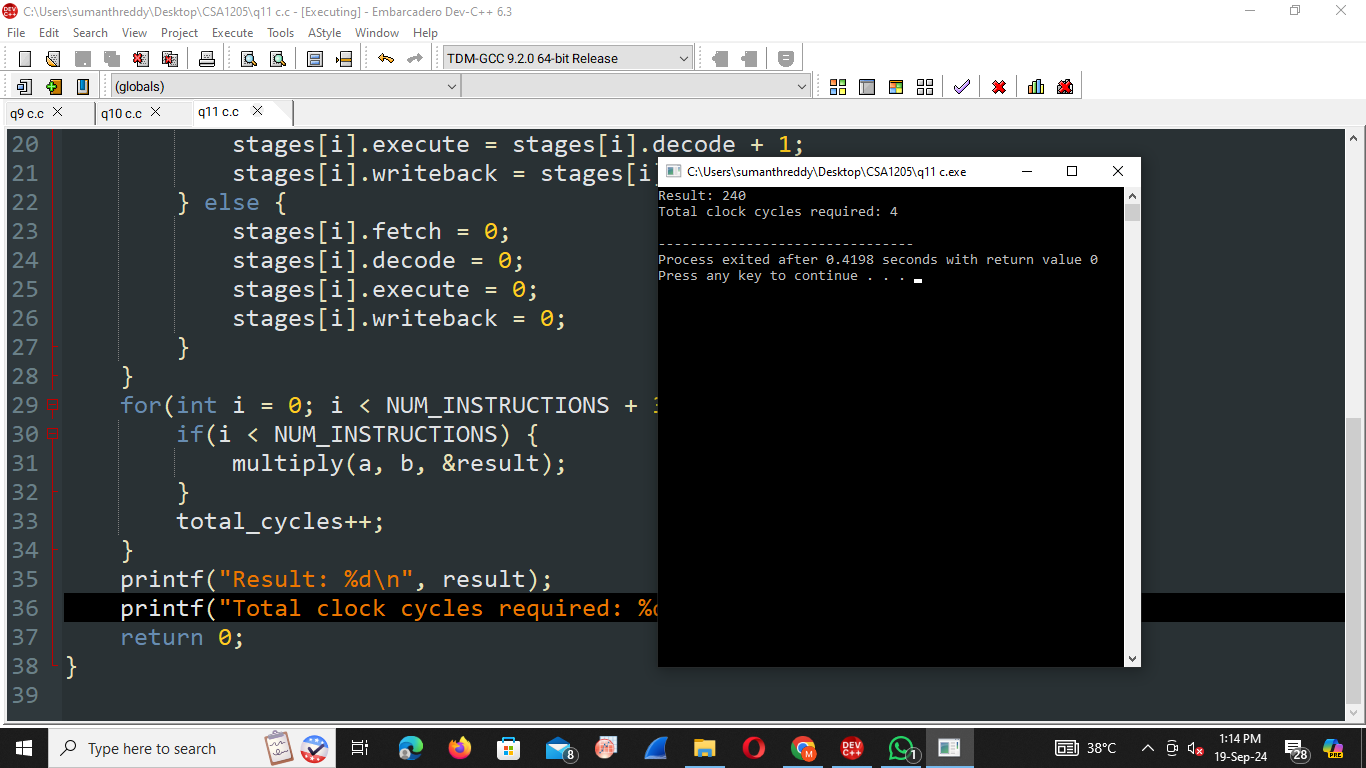 C:\Users\sumanthreddy\Desktop\CSA1205\q11 c.c - [Executing] - Embarcadero Dev-C++ 6.3
File Edit Search View Project Execute Tools AStyle Window Help
TDM-GCC 9.2.0 64-bit Release
(globals)
q9 c.c q10 c.c q11 c.c
20 stages[i].execute = stages[i].decode + 1;
21 stages[i].writeback = stages[i]
22 } else {
23 stages[i].fetch = 0;
24 stages[i].decode = 0;
25 stages[i].execute = 0;
26 stages[i].writeback = 0;
27 }
28 }
29 for(int i = 0; i < NUM_INSTRUCTIONS +
30 if(i < NUM_INSTRUCTIONS) {
31 multiply(a, b, &result);
32 }
33 total_cycles++;
34 }
35 printf("Result: %d\n", result);
36 printf("Total clock cycles required: %d
37 return 0;
38 }
39
C:\Users\sumanthreddy\Desktop\CSA1205\q11 c.exe
Result: 240
Total clock cycles required: 4
--------------------------------
Process exited after 0.4198 seconds with return value 0
Press any key to continue . . .
Type here to search
8
DEV
C++
1
38°C
1:14 PM
19-Sep-24
28
PRE